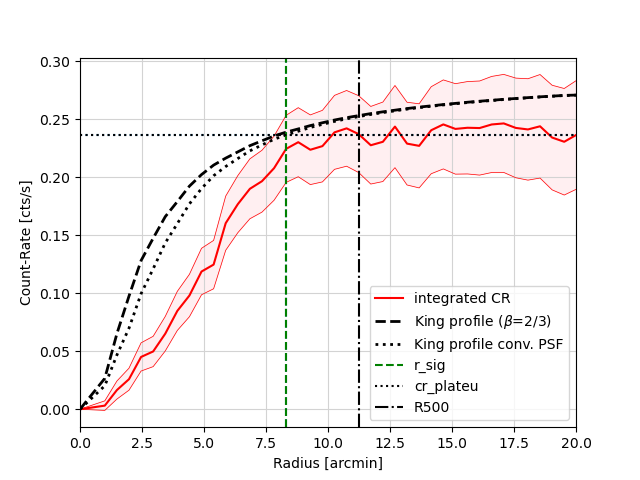 0.30
0.25
0.20
0.15
0.10
0.05
0.00
Count-Rate [cts/s]
integrated CR
King profile (β=2/3)
King profile conv. PSF
r_sig
cr_plateu
R500
0.0 2.5 5.0 7.5 10.0 12.5 15.0 17.5 20.0
Radius [arcmin]